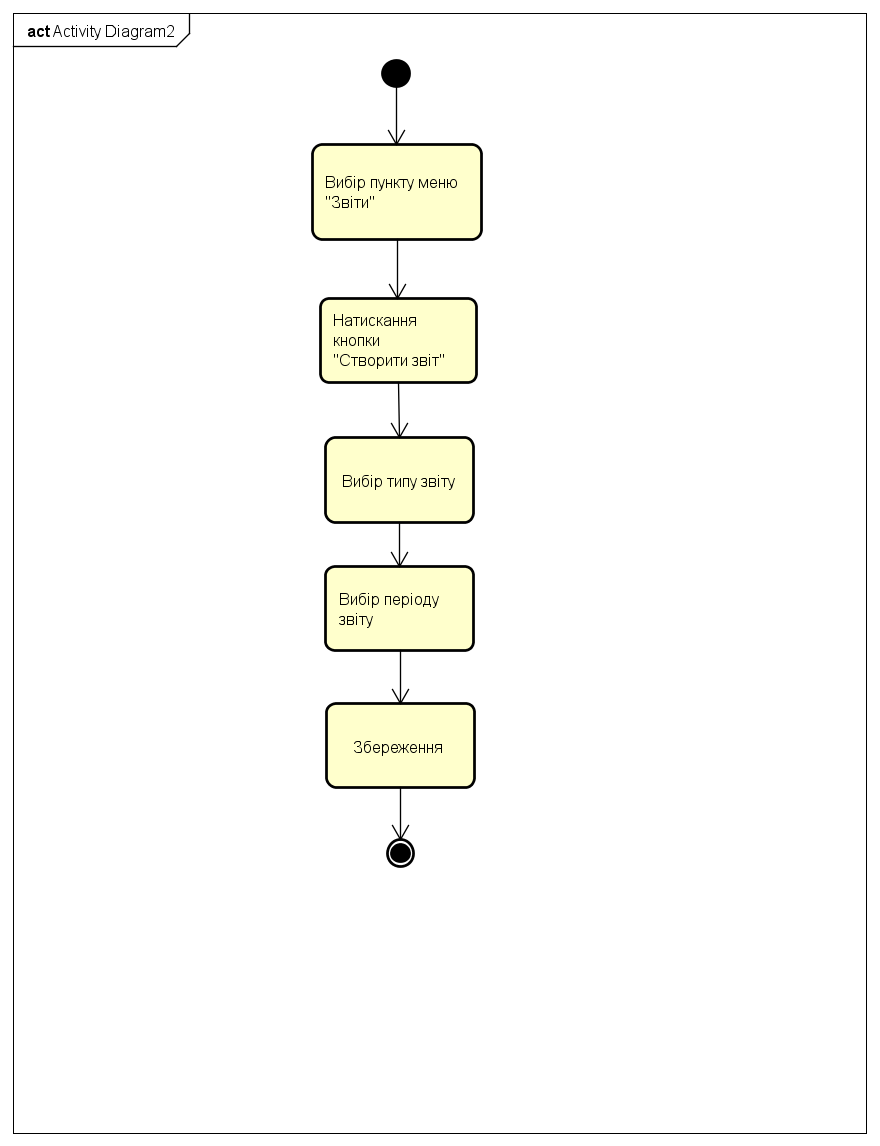 act Activity Diagram2
Вибір пункту меню
"Звіти"
Натискання
кнопки
"Створити звіт"
Вибір типу звіту
Вибір періоду
звіту
Збереження